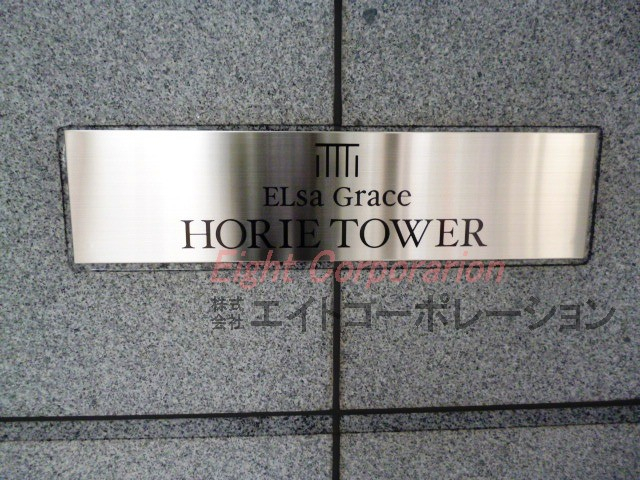 ELsa Grace
HORIE TOWER
Eight Corporarion
株式会社 エイトコーポレーション